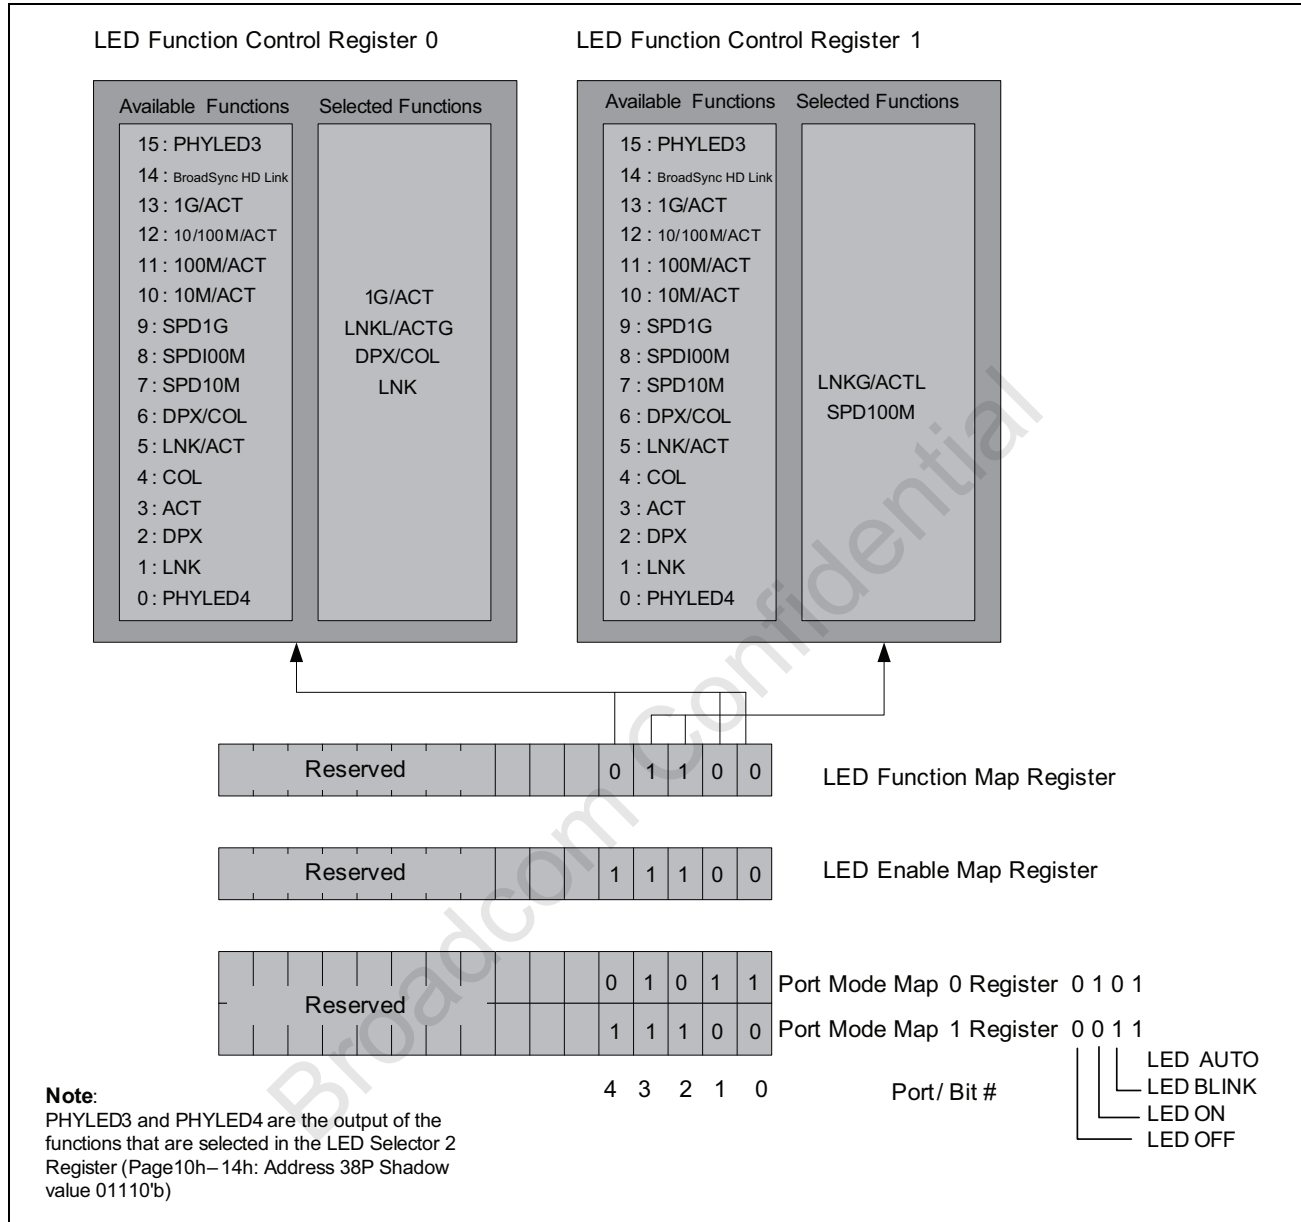 LED Function Control Register 0
Available Functions Selected Functions
15 : PHYLED3
14 : BroadSync HD Link
13 : 1G/ACT
12 : 10/100M/ACT
11 : 100M/ACT
10 : 10M/ACT
9 : SPD1G
8 : SPDI00M
7 : SPD10M
6 : DPX/COL
5 : LNK/ACT
4 : COL
3 : ACT
2 : DPX
1 : LNK
0 : PHYLED4
1G/ACT
LNKL/ACTG
DPX/COL
LNK
LED Function Control Register 1
Available Functions Selected Functions
15 : PHYLED3
14 : BroadSync HD Link
13 : 1G/ACT
12 : 10/100M/ACT
11 : 100M/ACT
10 : 10M/ACT
9 : SPD1G
8 : SPDI00M
7 : SPD10M
6 : DPX/COL
5 : LNK/ACT
4 : COL
3 : ACT
2 : DPX
1 : LNK
0 : PHYLED4
LNKG/ACTL
SPD100M
Reserved 0 1 1 0 0 LED Function Map Register
Reserved 1 1 1 0 0 LED Enable Map Register
Reserved
0 1 0 1 1 Port Mode Map 0 Register 0 1 0 1
1 1 1 0 0 Port Mode Map 1 Register 0 0 1 1
LED AUTO
LED BLINK
LED ON
LED OFF
4 3 2 1 0 Port/ Bit #
Note:
PHYLED3 and PHYLED4 are the output of the
functions that are selected in the LED Selector 2
Register (Page10h–14h: Address 38P Shadow
value 01110'b)
Broadcom Confidential